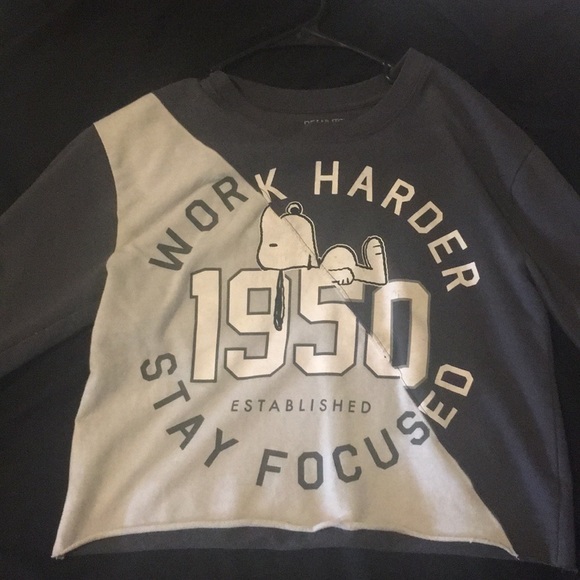 WORK HARDER
1950
ESTABLISHED
STAY FOCUSED